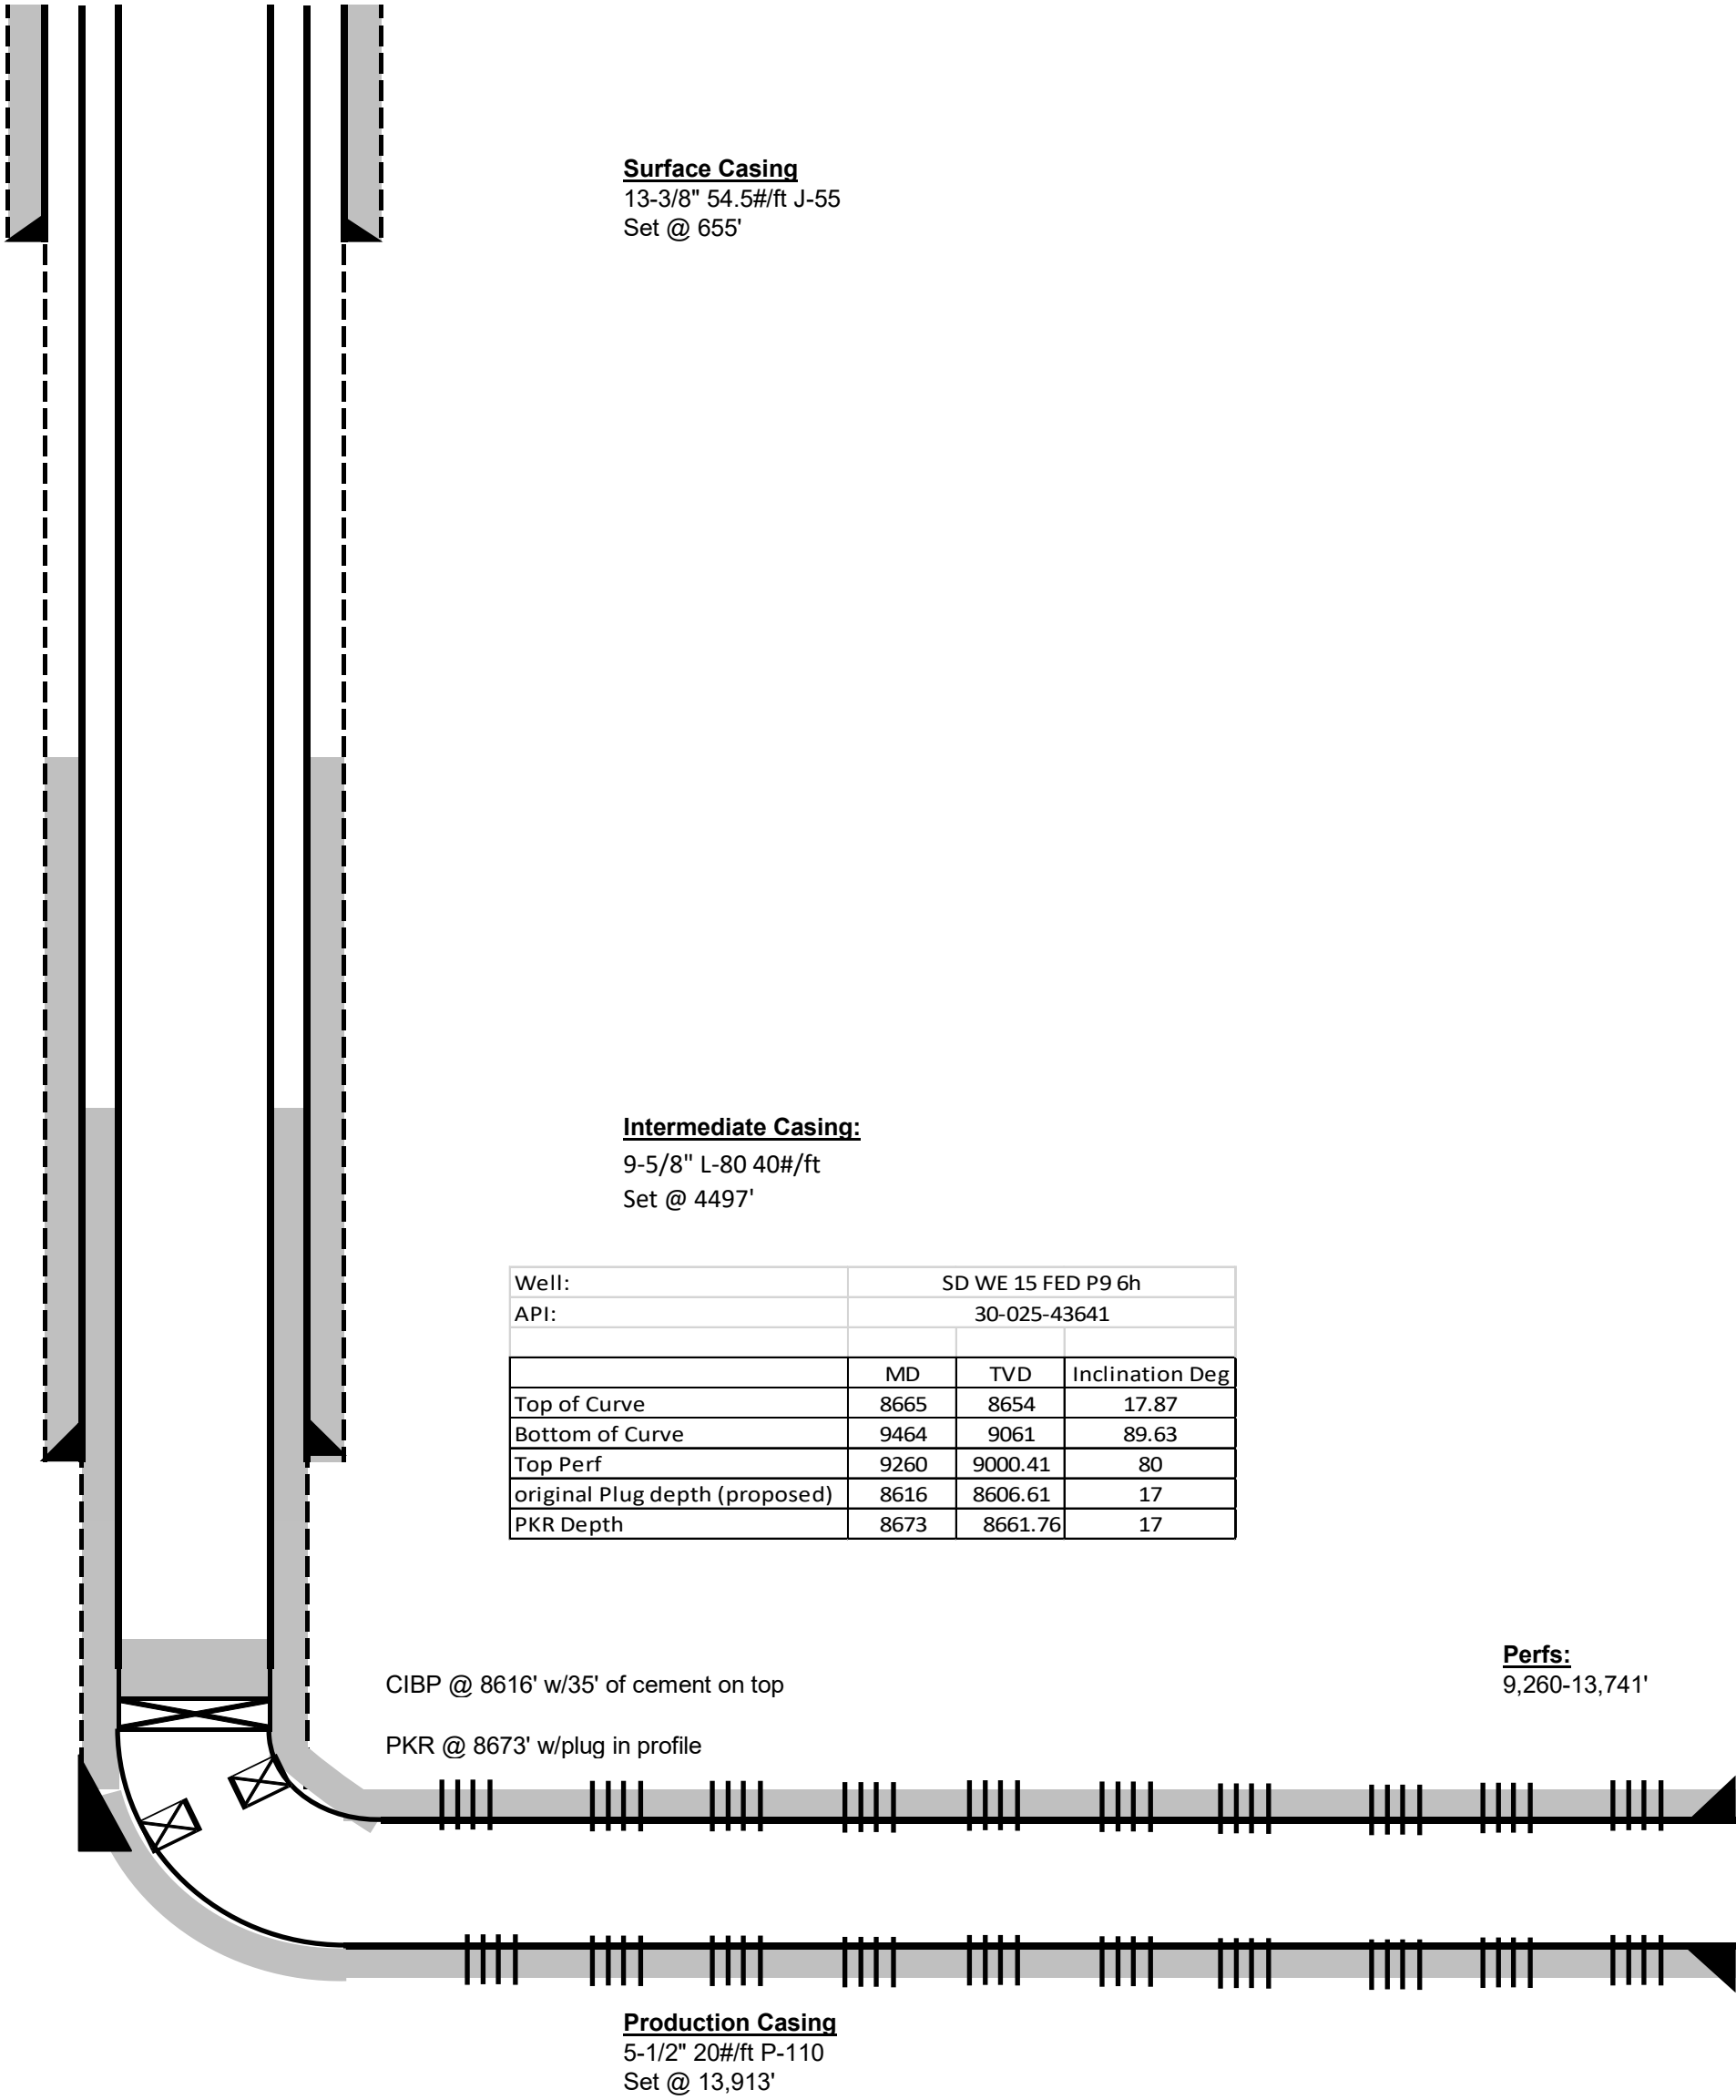 Surface Casing
13-3/8" 54.5#/ft J-55
Set @ 655'
Intermediate Casing:
9-5/8" L-80 40#/ft
Set @ 4497'
Well: SD WE 15 FED P9 6h
API: 30-025-43641
MD TVD Inclination Deg
Top of Curve 8665 8654 17.87
Bottom of Curve 9464 9061 89.63
Top Perf 9260 9000.41 80
original Plug depth (proposed) 8616 8606.61 17
PKR Depth 8673 8661.76 17
CIBP @ 8616' w/35' of cement on top
PKR @ 8673' w/plug in profile
Perfs:
9,260-13,741'
Production Casing
5-1/2" 20#/ft P-110
Set @ 13,913'